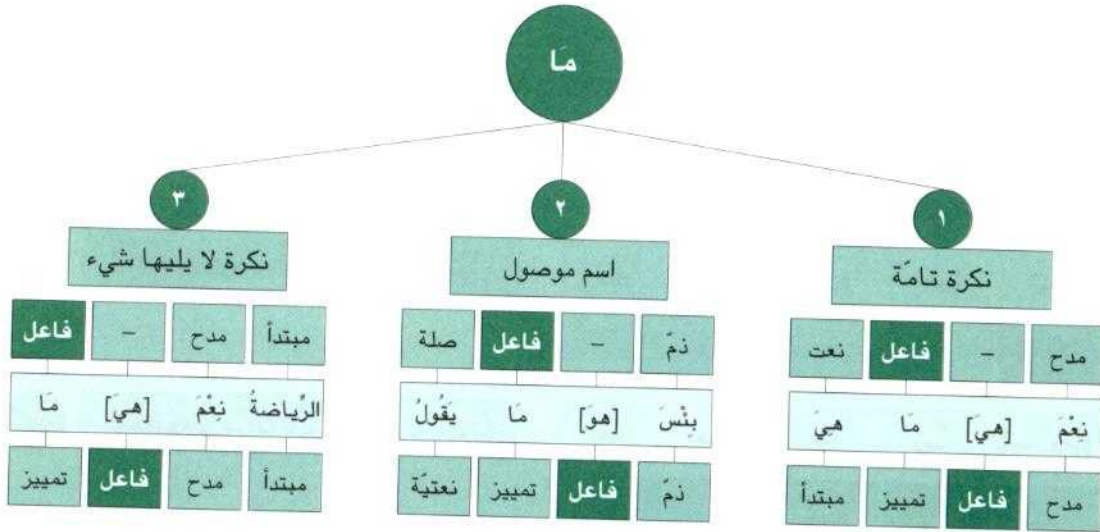 مَا
١ ٢ ٣
نكرة تامّة اسم موصول نكرة لا يليها شيء
مدح – فاعل نعت
نِعْمَ [هيَ] مَا هِيَ
مدح فاعل تمييز مبتدأ
ذمّ – فاعل صلة
بِئْسَ [هوَ] مَا يَقُولُ
ذمّ فاعل تمييز نعتيّة
مبتدأ مدح – فاعل
الرِّياضةُ نِعْمَ [هيَ] مَا
مبتدأ مدح فاعل تمييز